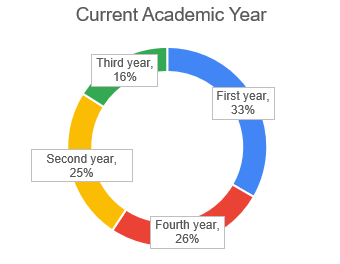 Current Academic Year
Third year,
16%
First year,
33%
Second year,
25%
Fourth year,
26%